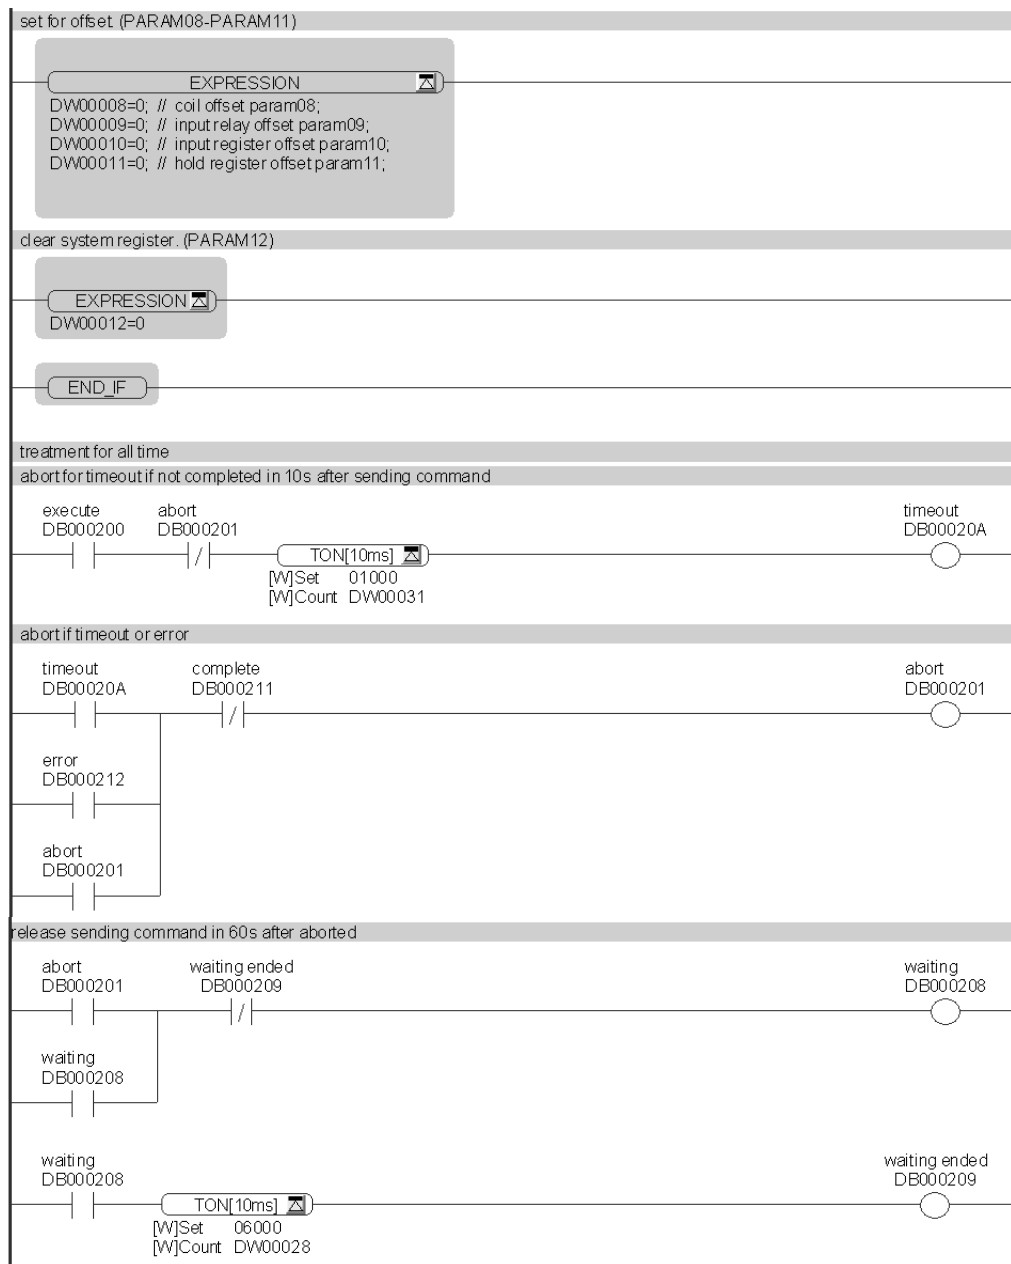 set for offset. (PARAM08-PARAM11)
EXPRESSION
DW00008=0; // coil offset param08;
DW00009=0; // input relay offset param09;
DW00010=0; // input register offset param10;
DW00011=0; // hold register offset param11;
clear system register. (PARAM12)
EXPRESSION
DW00012=0
END_IF
treatment for all time
abort for timeout if not completed in 10s after sending command
execute abort timeout
DB000200 DB000201 DB00020A
TON[10ms]
[W]Set 01000
[W]Count DW00031
abort if timeout or error
timeout complete abort
DB00020A DB000211 DB000201
error
DB000212
abort
DB000201
release sending command in 60s after aborted
abort waiting ended waiting
DB000201 DB000209 DB000208
waiting
DB000208
waiting waiting ended
DB000208 DB000209
TON[10ms]
[W]Set 06000
[W]Count DW00028